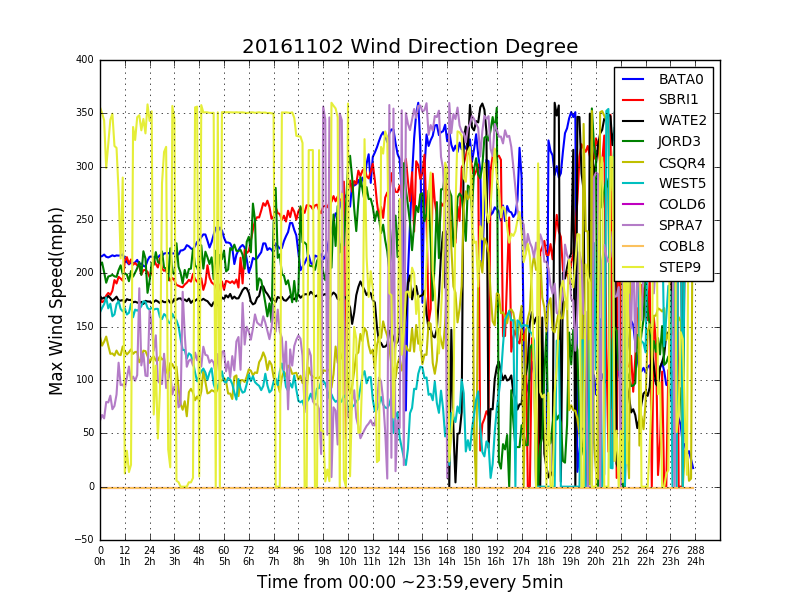 20161102 Wind Direction Degree
400
350
300
250
200
150
100
50
0
−50
Max Wind Speed(mph)
BATA0
SBRI1
WATE2
JORD3
CSQR4
WEST5
COLD6
SPRA7
COBL8
STEP9
0 12 24 36 48 60 72 84 96 108 120 132 144 156 168 180 192 204 216 228 240 252 264 276 288
0h 1h 2h 3h 4h 5h 6h 7h 8h 9h 10h 11h 12h 13h 14h 15h 16h 17h 18h 19h 20h 21h 22h 23h 24h
Time from 00:00 ~23:59,every 5min